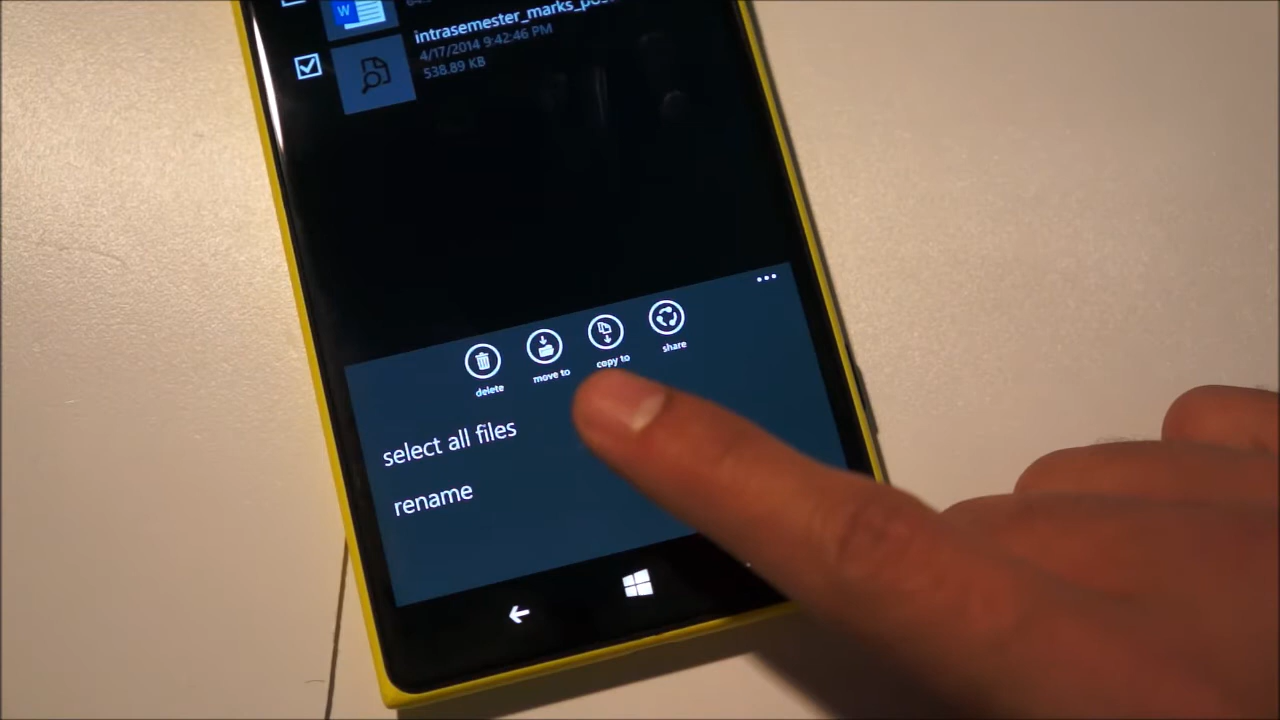 W
intrasemester_marks_pos
4/17/2014 9:42:46 PM
538.89 KB
delete
move to
copy to
share
select all files
rename